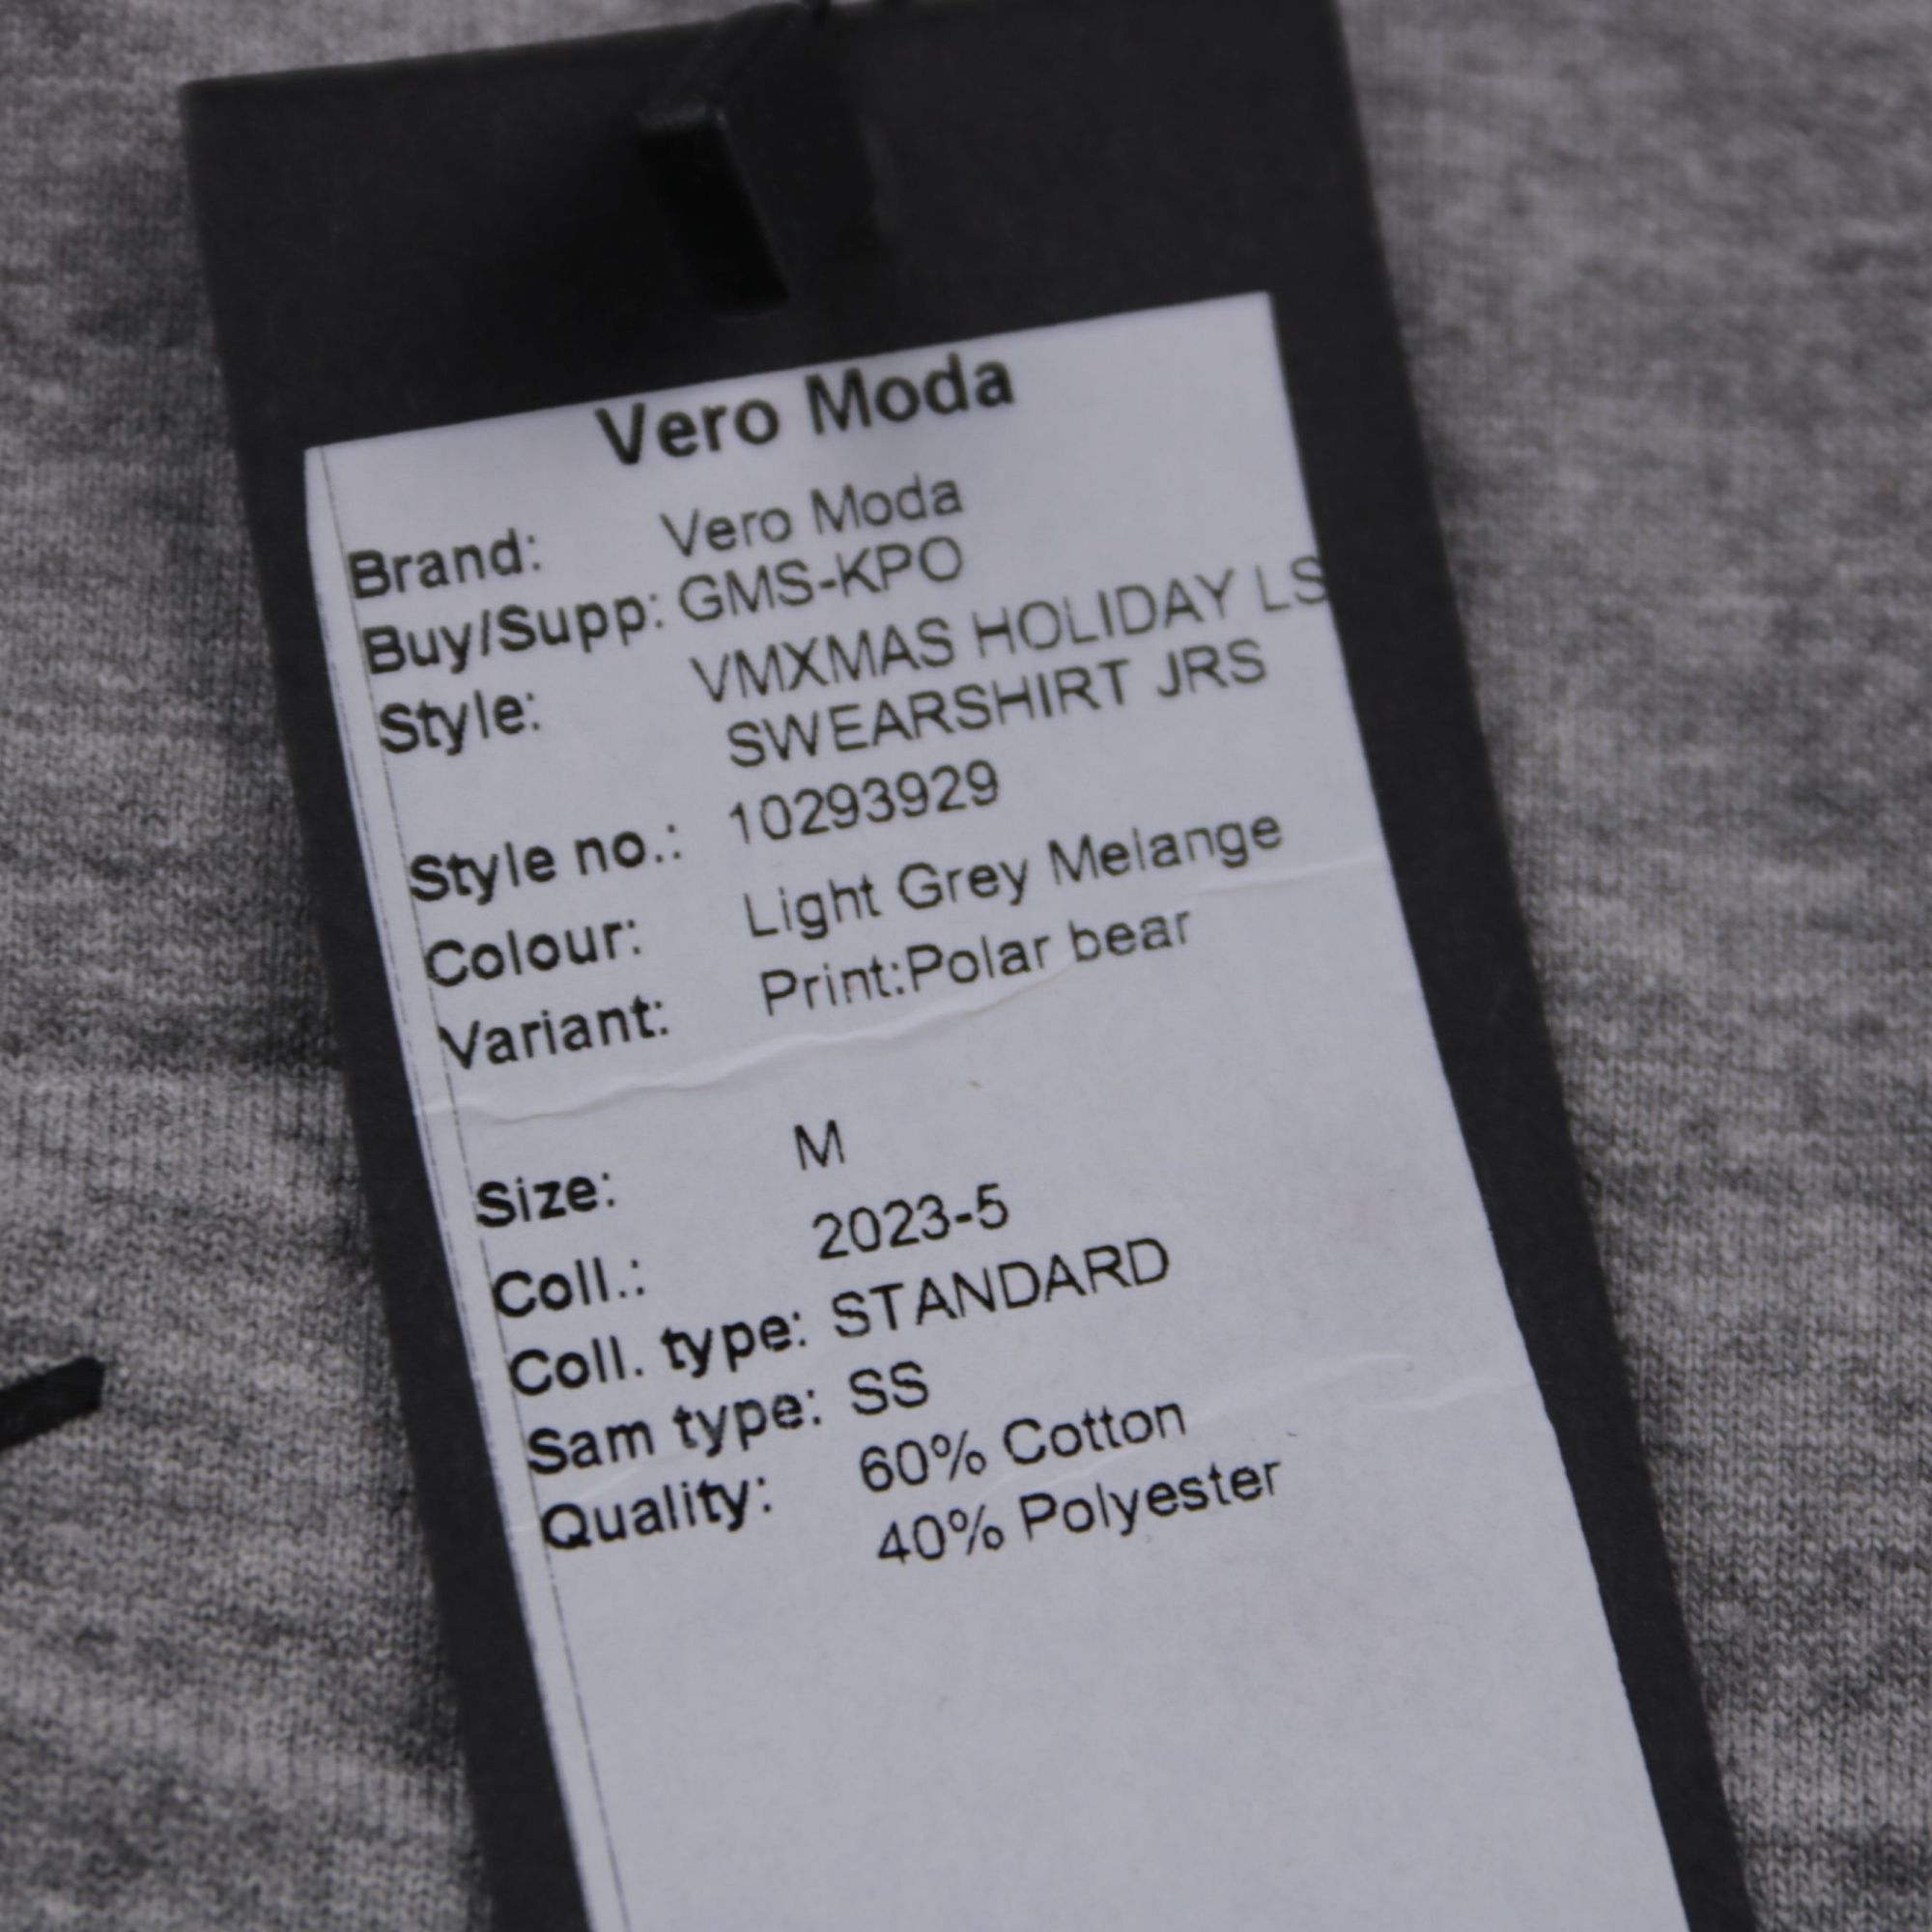 Vero Moda
Brand: Vero Moda
Buy/Supp: GMS-KPO
Style: VMXMAS HOLIDAY LS
SWEARSHIRT JRS
Style no.: 10293929
Colour: Light Grey Melange
Variant: Print:Polar bear
Size: M
Coll.: 2023-5
Coll. type: STANDARD
Sam type: SS
Quality: 60% Cotton
40% Polyester